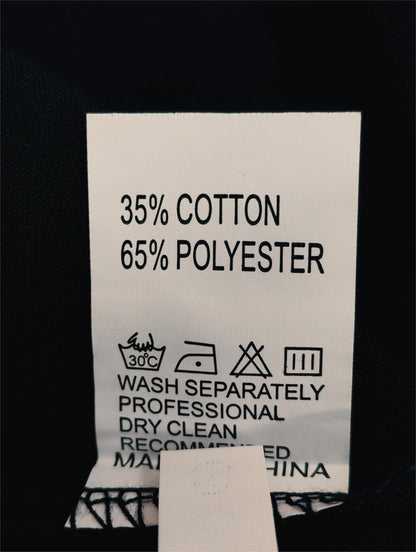 35% COTTON
65% POLYESTER
30°C
WASH SEPARATELY
PROFESSIONAL
DRY CLEAN
RECOMMENDED